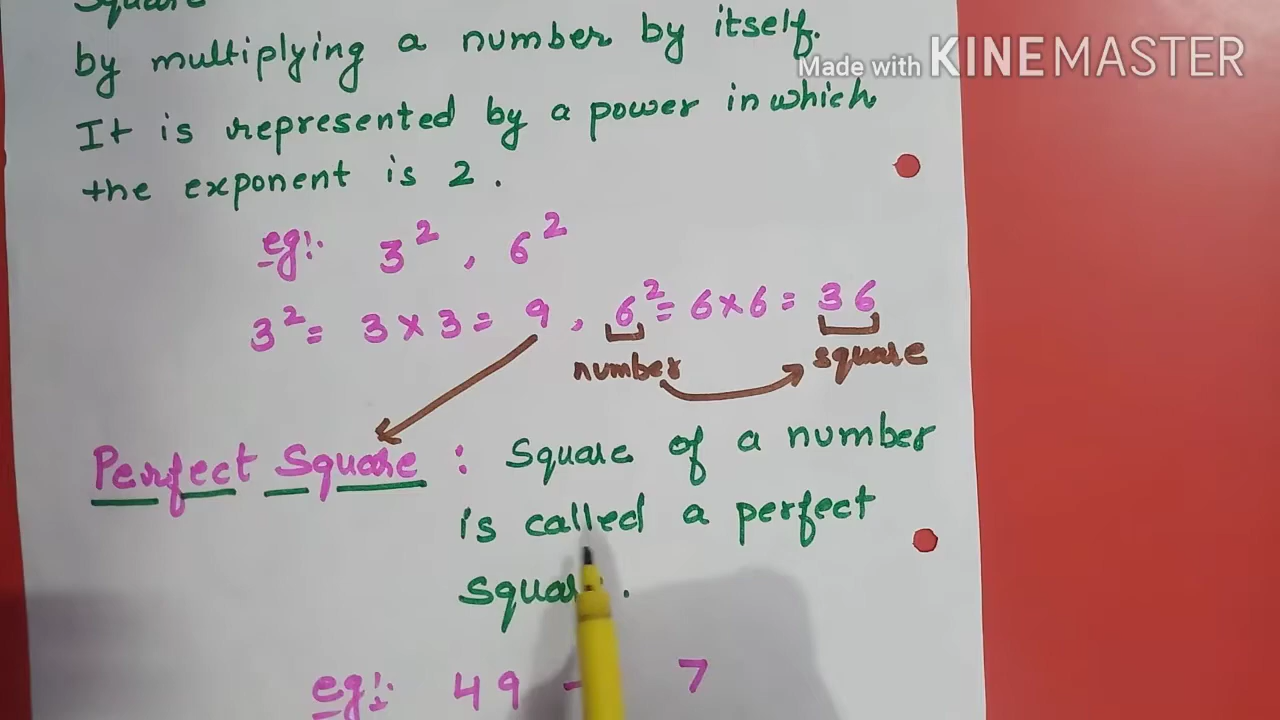 Square
by multiplying a number by itself.
Made with KINEMASTER
It is represented by a power in which
the exponent is 2.
eg:- 3², 6²
3² = 3 × 3 = 9, 6² = 6 × 6 = 36
number square
Perfect Square : Square of a number
is called a perfect
square.
eg:- 49 7